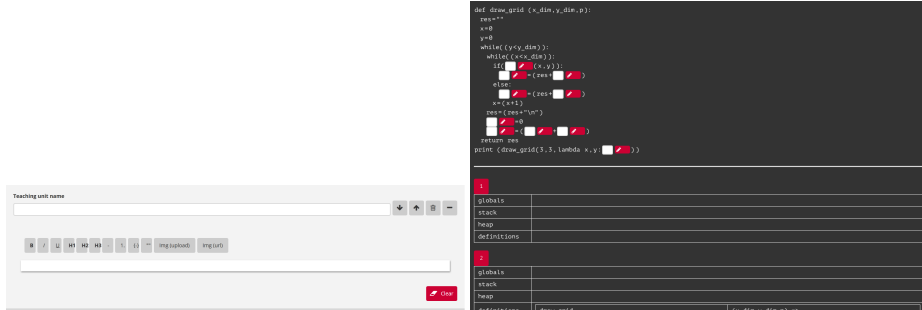 Teaching unit name
B I U H1 H2 H3 - 1. {;} "" Img (upload) Img (url)
Clear
def draw_grid (x_dim,y_dim,p):
res=""
x=0
y=0
while((y<y_dim)):
while((x<x_dim)):
if( (x,y)):
=(res+ )
else:
=(res+ )
x=(x+1)
res=(res+"\n")
=0
=( + )
return res
print (draw_grid(3,3,lambda x,y: ))
1
globals
stack
heap
definitions
2
globals
stack
heap